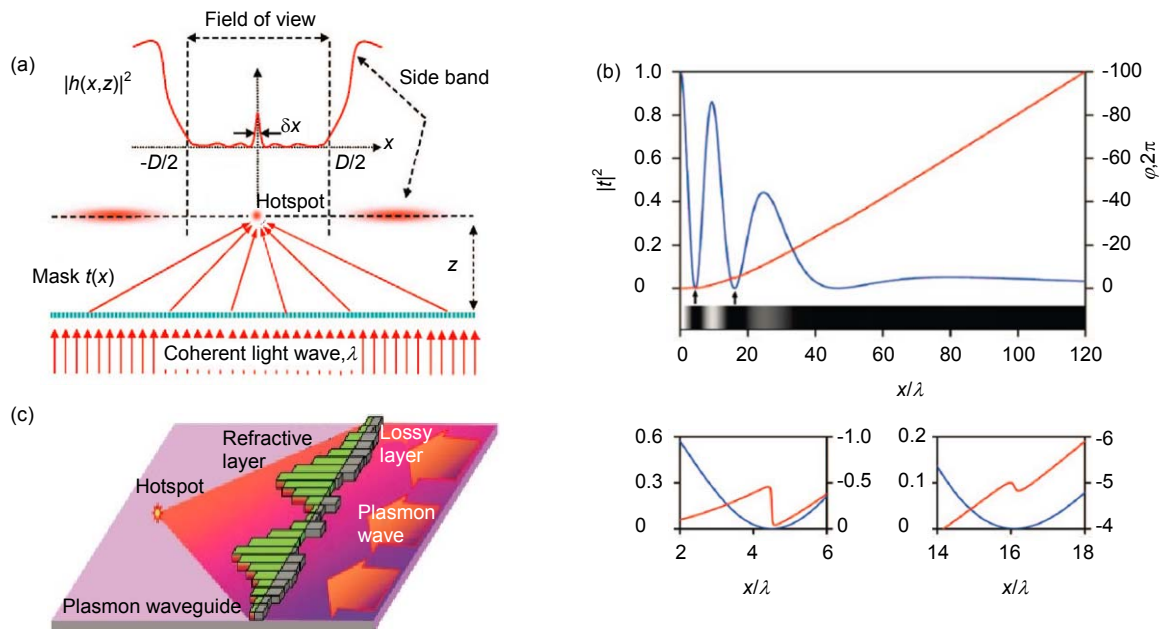 (a)
Field of view
|h(x,z)|²
Side band
δx
x
-D/2
D/2
Hotspot
Mask t(x)
z
Coherent light wave,λ
(b)
1.0
0.8
0.6
0.4
0.2
0
|t|²
-100
-80
-60
-40
-20
0
φ,2π
0 20 40 60 80 100 120
x/λ
0.6
0.3
0
-1.0
-0.5
0
2 4 6
x/λ
0.2
0.1
0
-6
-5
-5
-4
14 16 18
x/λ
(c)
Refractive
layer
Lossy
layer
Hotspot
Plasmon
wave
Plasmon waveguide